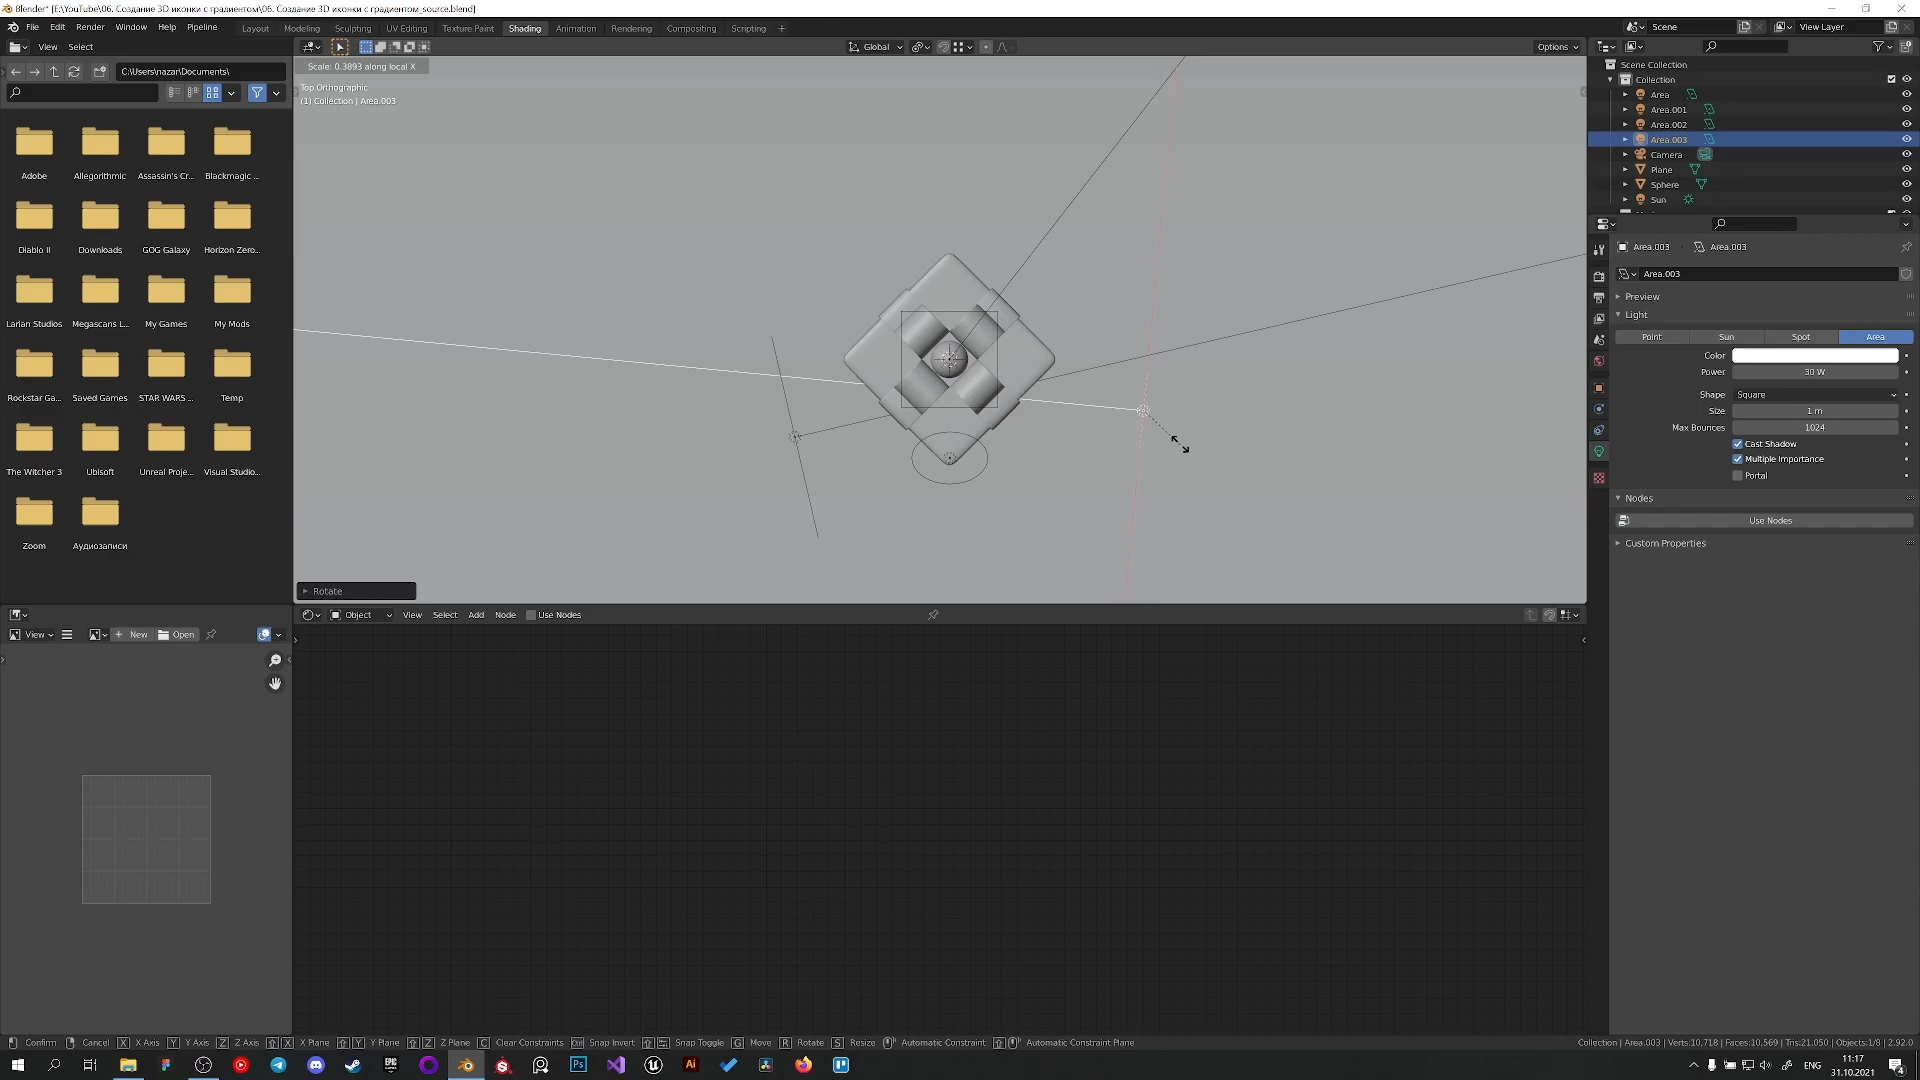 Blender* [E:\YouTube\06. Создание 3D иконки с градиентом\06. Создание 3D иконки с градиентом_source.blend]
File Edit Render Window Help Pipeline
Layout Modeling Sculpting UV Editing Shading Texture Paint Animation Rendering Compositing Scripting +
Scene
View Layer
View Select
Global
Options
C:\Users\nazar\Documents\
Scale: 0.3893 along local X
Top Orthographic
(1) Collection | Area.003
Adobe
Allegorithmic
Assassin's Cr...
Blackmagic ...
Diablo II
Downloads
GOG Galaxy
Horizon Zero...
Larian Studios
Megascans L...
My Games
My Mods
Rockstar Ga...
Saved Games
STAR WARS ...
Temp
The Witcher 3
Ubisoft
Unreal Proje...
Visual Studio...
Zoom
Аудиозаписи
Rotate
Scene Collection
Collection
Area
Area.001
Area.002
Area.003
Camera
Plane
Sphere
Sun
Area.003 Area.003
Area.003
Preview
Light
Point Sun Spot Area
Color
Power 30 W
Shape Square
Size 1 m
Max Bounces 1024
Cast Shadow
Multiple Importance
Portal
Nodes
Use Nodes
Custom Properties
Object View Select Add Node Use Nodes
View + New Open
Confirm Cancel X X Axis Y Y Axis Z Z Axis X X Plane Y Y Plane Z Z Plane C Clear Constraints Ctrl Snap Invert Snap Toggle G Move R Rotate S Resize Automatic Constraint Automatic Constraint Plane
Collection | Area.003 | Verts:10,718 | Faces:10,569 | Tris:21,050 | Objects:1/8 | 2.92.0
EPIC GAMES
Ps
Ai
ENG
11:17
31.10.2021
4